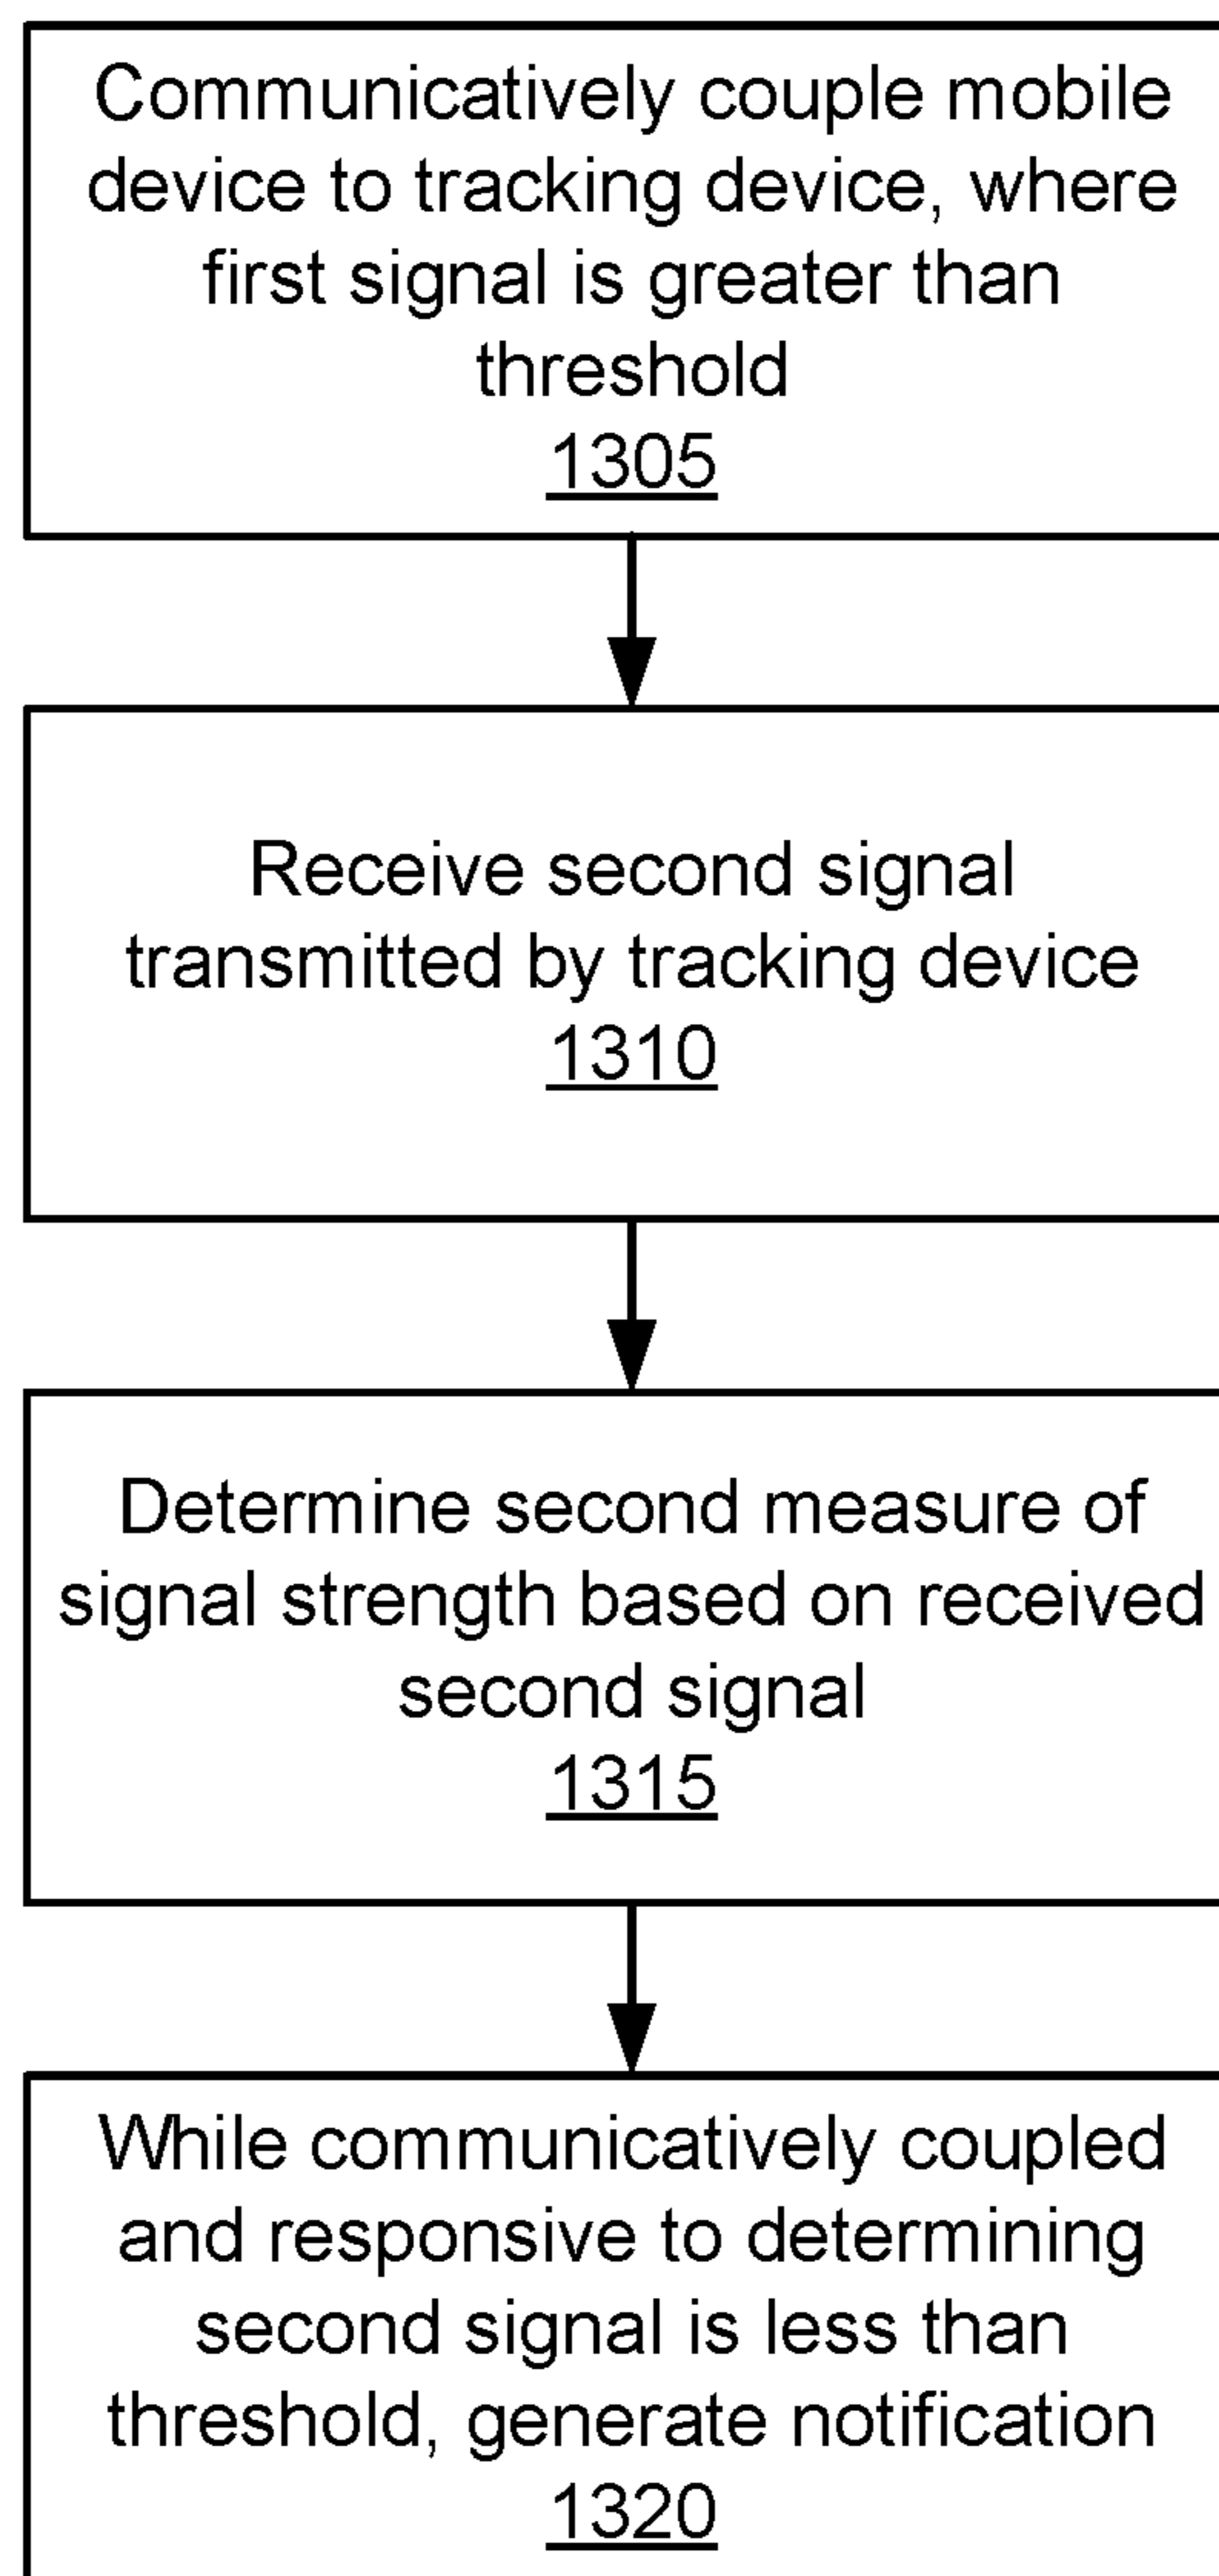 Communicatively couple mobile
device to tracking device, where
first signal is greater than
threshold
1305
Receive second signal
transmitted by tracking device
1310
Determine second measure of
signal strength based on received
second signal
1315
While communicatively coupled
and responsive to determining
second signal is less than
threshold, generate notification
1320